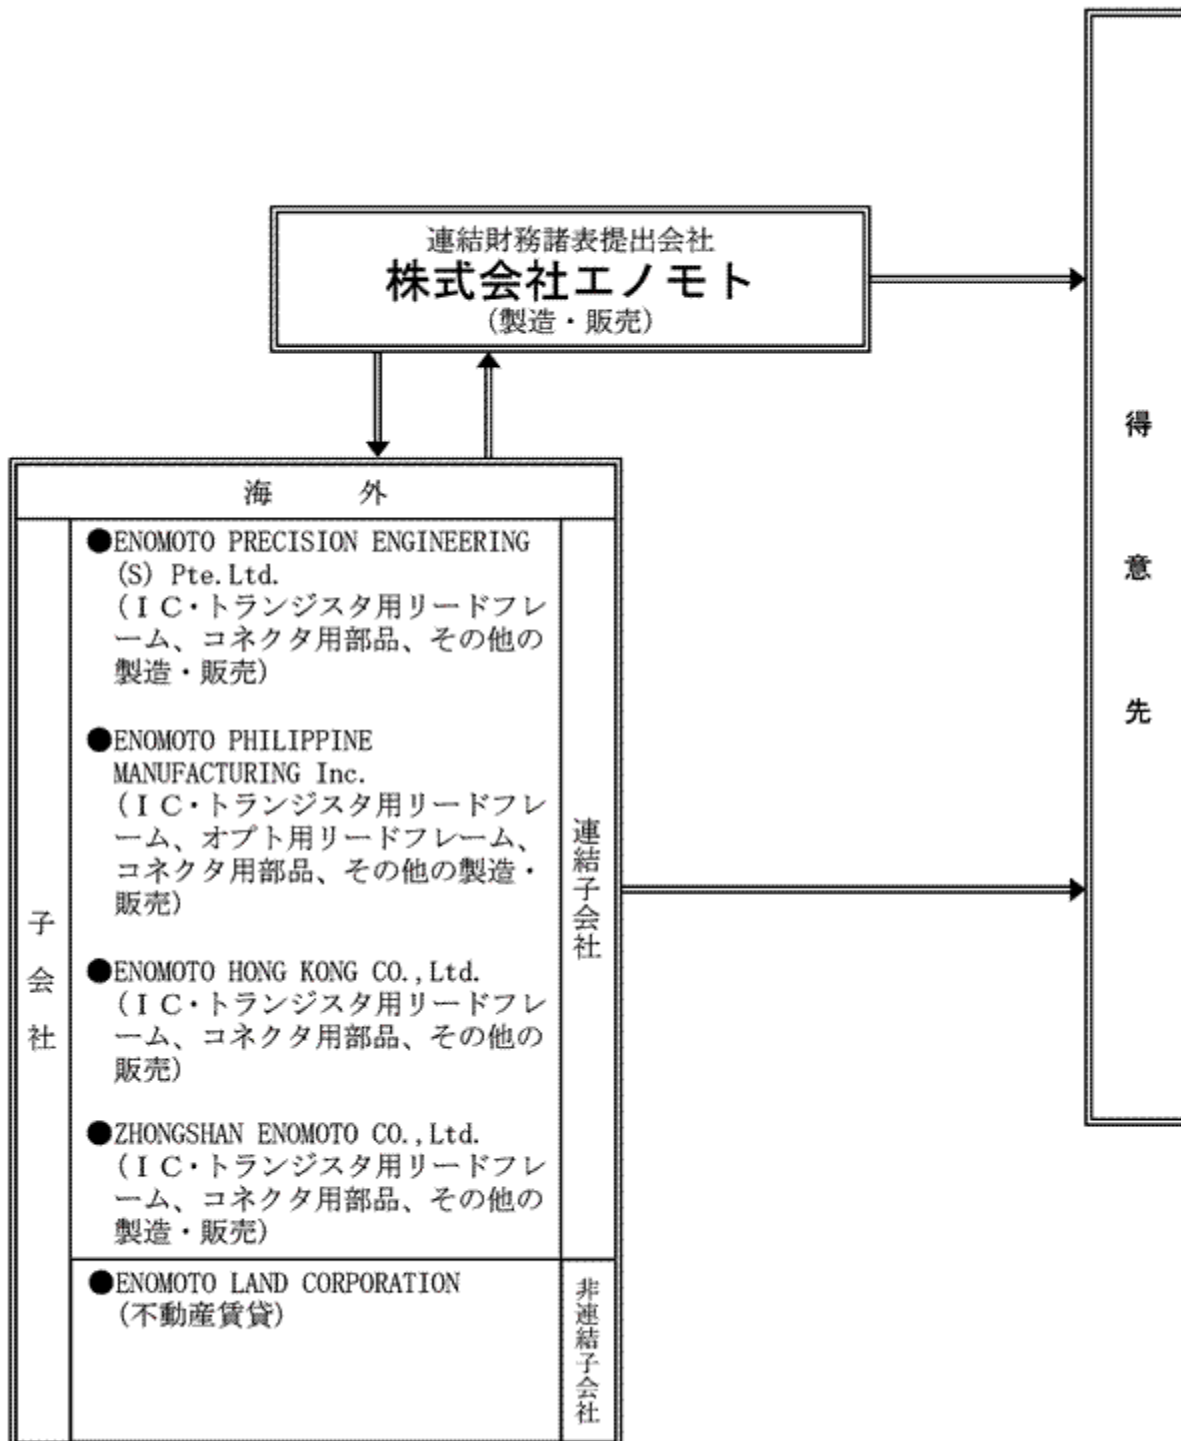 連結財務諸表提出会社
株式会社エノモト
(製造・販売)
海　　外
子会社
●ENOMOTO PRECISION ENGINEERING
(S) Pte.Ltd.
(ＩＣ・トランジスタ用リードフレ
ーム、コネクタ用部品、その他の
製造・販売)
●ENOMOTO PHILIPPINE
MANUFACTURING Inc.
(ＩＣ・トランジスタ用リードフレ
ーム、オプト用リードフレーム、
コネクタ用部品、その他の製造・
販売)
●ENOMOTO HONG KONG CO.,Ltd.
(ＩＣ・トランジスタ用リードフレ
ーム、コネクタ用部品、その他の
販売)
●ZHONGSHAN ENOMOTO CO.,Ltd.
(ＩＣ・トランジスタ用リードフレ
ーム、コネクタ用部品、その他の
製造・販売)
連結子会社
●ENOMOTO LAND CORPORATION
(不動産賃貸)
非連結子会社
得意先